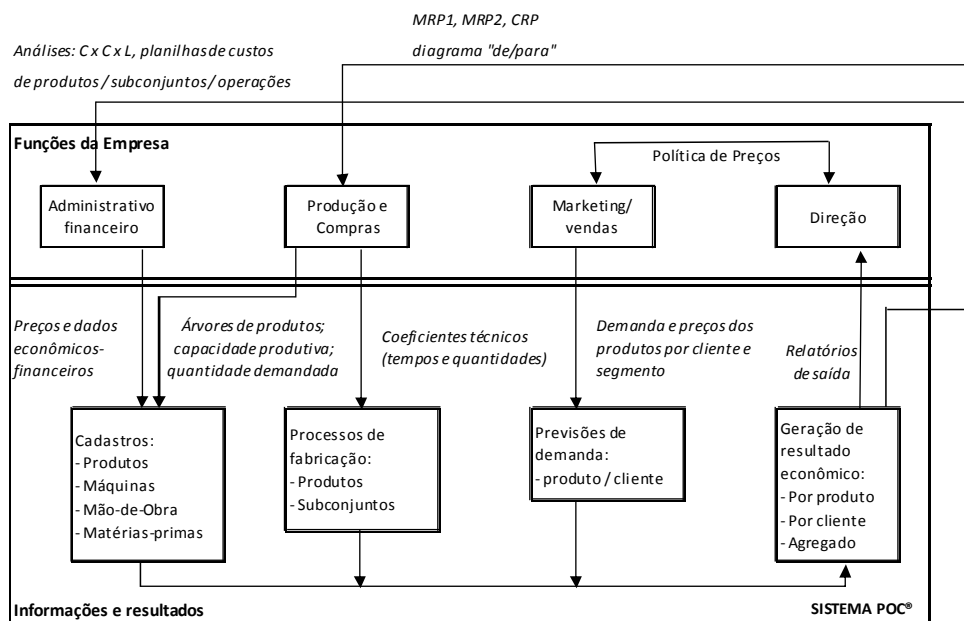 MRP1, MRP2, CRP
diagrama "de/para"
Análises: C x C x L, planilhas de custos
de produtos / subconjuntos / operações
Funções da Empresa
Política de Preços
Administrativo
financeiro
Produção e
Compras
Marketing/
vendas
Direção
Preços e dados
econômicos-
financeiros
Árvores de produtos;
capacidade produtiva;
quantidade demandada
Coeficientes técnicos
(tempos e quantidades)
Demanda e preços dos
produtos por cliente e
segmento
Relatórios
de saída
Cadastros:
- Produtos
- Máquinas
- Mão-de-Obra
- Matérias-primas
Processos de
fabricação:
- Produtos
- Subconjuntos
Previsões de
demanda:
- produto / cliente
Geração de
resultado
econômico:
- Por produto
- Por cliente
- Agregado
Informações e resultados
SISTEMA POC®